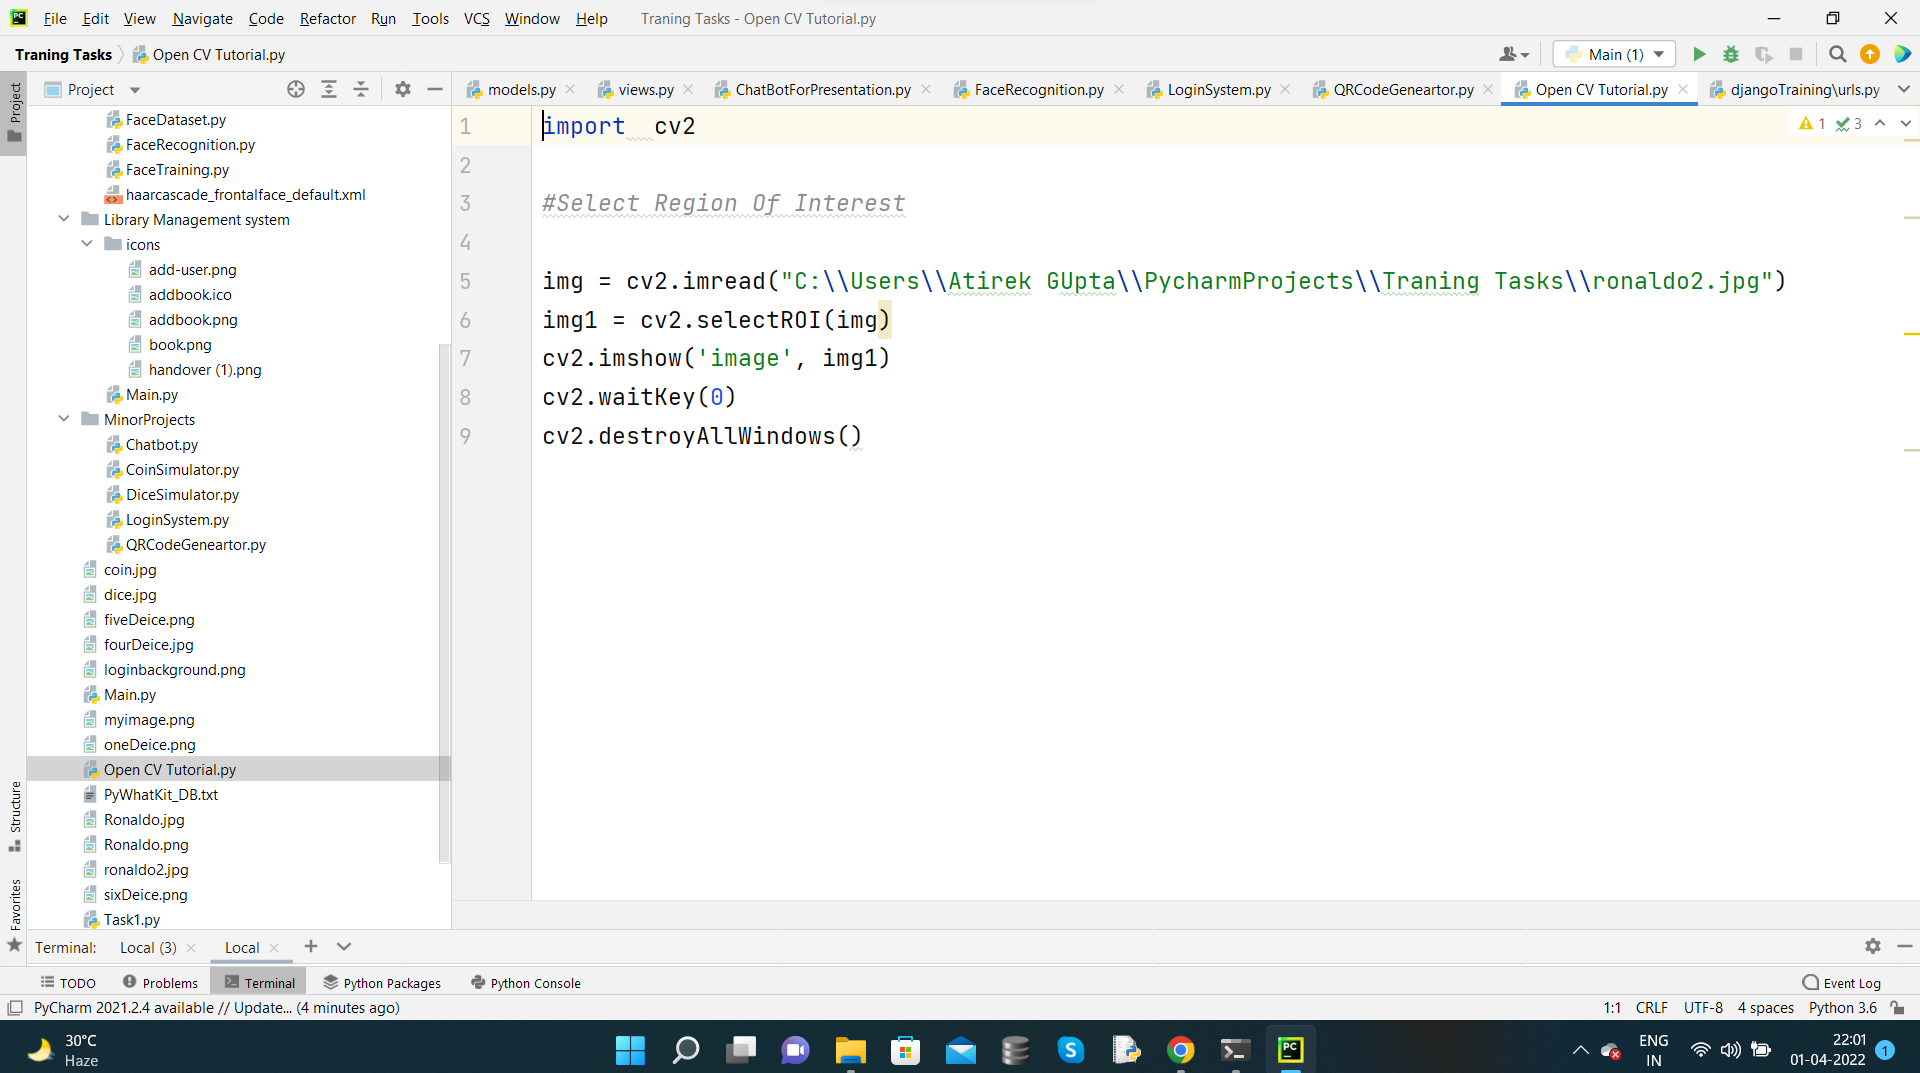 File Edit View Navigate Code Refactor Run Tools VCS Window Help Traning Tasks - Open CV Tutorial.py
Traning Tasks Open CV Tutorial.py Main (1)
Project models.py views.py ChatBotForPresentation.py FaceRecognition.py LoginSystem.py QRCodeGeneartor.py Open CV Tutorial.py djangoTraining\urls.py
Project
FaceDataset.py
FaceRecognition.py
FaceTraining.py
haarcascade_frontalface_default.xml
Library Management system
icons
add-user.png
addbook.ico
addbook.png
book.png
handover (1).png
Main.py
MinorProjects
Chatbot.py
CoinSimulator.py
DiceSimulator.py
LoginSystem.py
QRCodeGeneartor.py
coin.jpg
dice.jpg
fiveDeice.png
fourDeice.jpg
loginbackground.png
Main.py
myimage.png
oneDeice.png
Open CV Tutorial.py
PyWhatKit_DB.txt
Ronaldo.jpg
Ronaldo.png
ronaldo2.jpg
sixDeice.png
Task1.py
Structure
Favorites
1 import  cv2
1 3
2
3 #Select Region Of Interest
4
5 img = cv2.imread("C:\\Users\\Atirek GUpta\\PycharmProjects\\Traning Tasks\\ronaldo2.jpg")
6 img1 = cv2.selectROI(img)
7 cv2.imshow('image', img1)
8 cv2.waitKey(0)
9 cv2.destroyAllWindows()
Terminal: Local (3) Local
TODO Problems Terminal Python Packages Python Console Event Log
PyCharm 2021.2.4 available // Update... (4 minutes ago) 1:1 CRLF UTF-8 4 spaces Python 3.6
30°C
Haze
PC
ENG
IN
22:01
01-04-2022
1